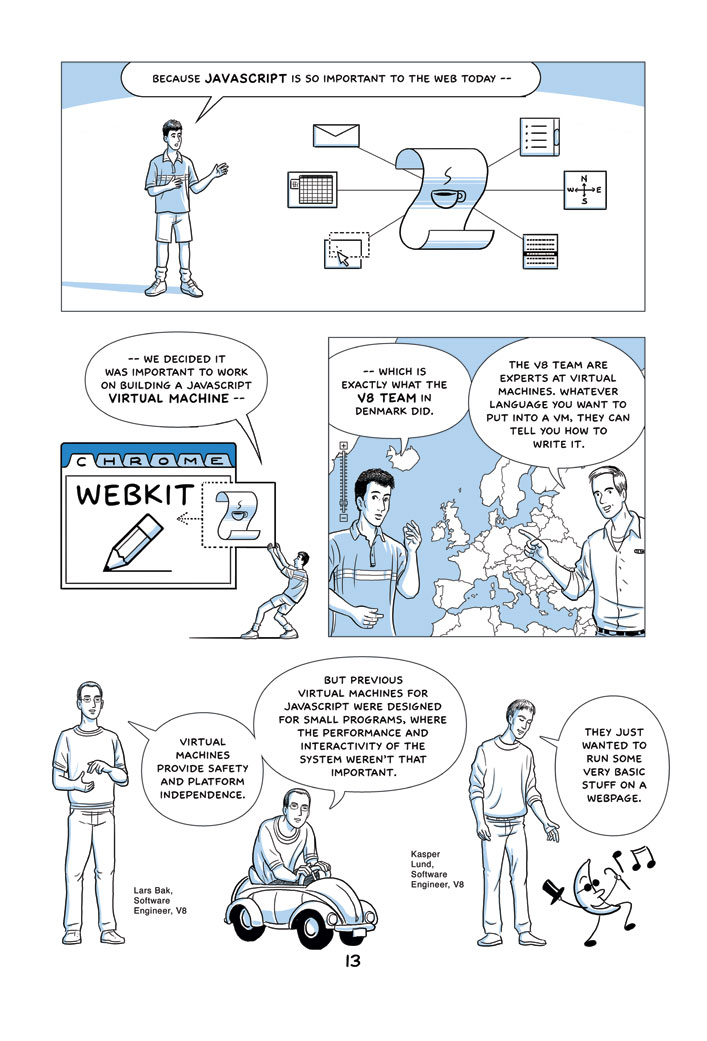 BECAUSE JAVASCRIPT IS SO IMPORTANT TO THE WEB TODAY --
N
W E
S
-- WE DECIDED IT
WAS IMPORTANT TO WORK
ON BUILDING A JAVASCRIPT
VIRTUAL MACHINE --
CHROME
WEBKIT
-- WHICH IS
EXACTLY WHAT THE
V8 TEAM IN
DENMARK DID.
THE V8 TEAM ARE
EXPERTS AT VIRTUAL
MACHINES. WHATEVER
LANGUAGE YOU WANT TO
PUT INTO A VM, THEY CAN
TELL YOU HOW TO
WRITE IT.
VIRTUAL
MACHINES
PROVIDE SAFETY
AND PLATFORM
INDEPENDENCE.
Lars Bak,
Software
Engineer, V8
BUT PREVIOUS
VIRTUAL MACHINES FOR
JAVASCRIPT WERE DESIGNED
FOR SMALL PROGRAMS, WHERE
THE PERFORMANCE AND
INTERACTIVITY OF THE
SYSTEM WEREN'T THAT
IMPORTANT.
Kasper
Lund,
Software
Engineer, V8
THEY JUST
WANTED TO
RUN SOME
VERY BASIC
STUFF ON A
WEBPAGE.
13